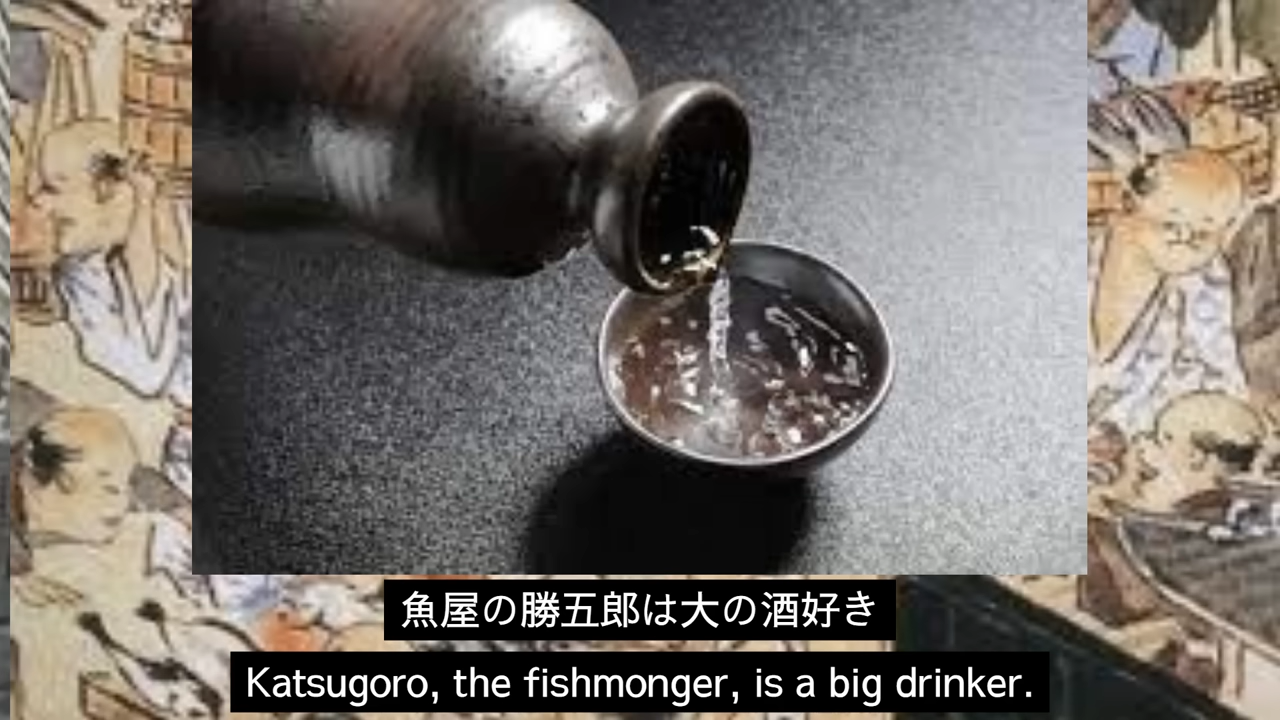 魚屋の勝五郎は大の酒好き
Katsugoro, the fishmonger, is a big drinker.